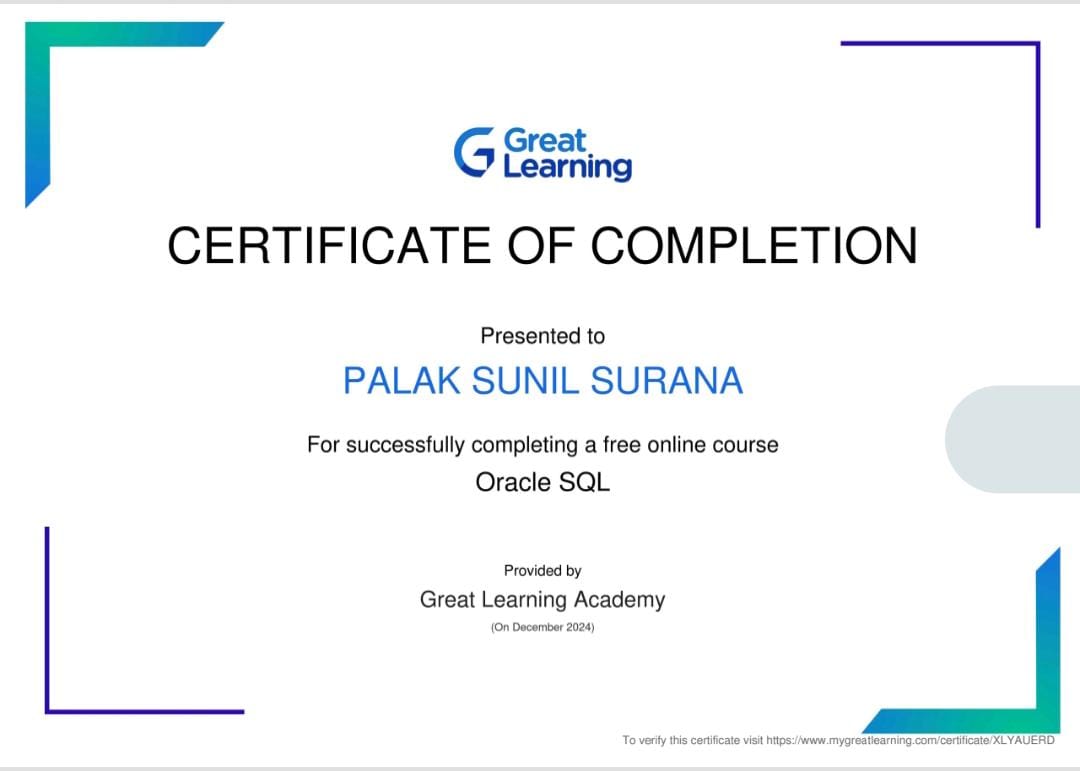 Great
Learning
CERTIFICATE OF COMPLETION
Presented to
PALAK SUNIL SURANA
For successfully completing a free online course
Oracle SQL
Provided by
Great Learning Academy
(On December 2024)
To verify this certificate visit https://www.mygreatlearning.com/certificate/XLYAUERD